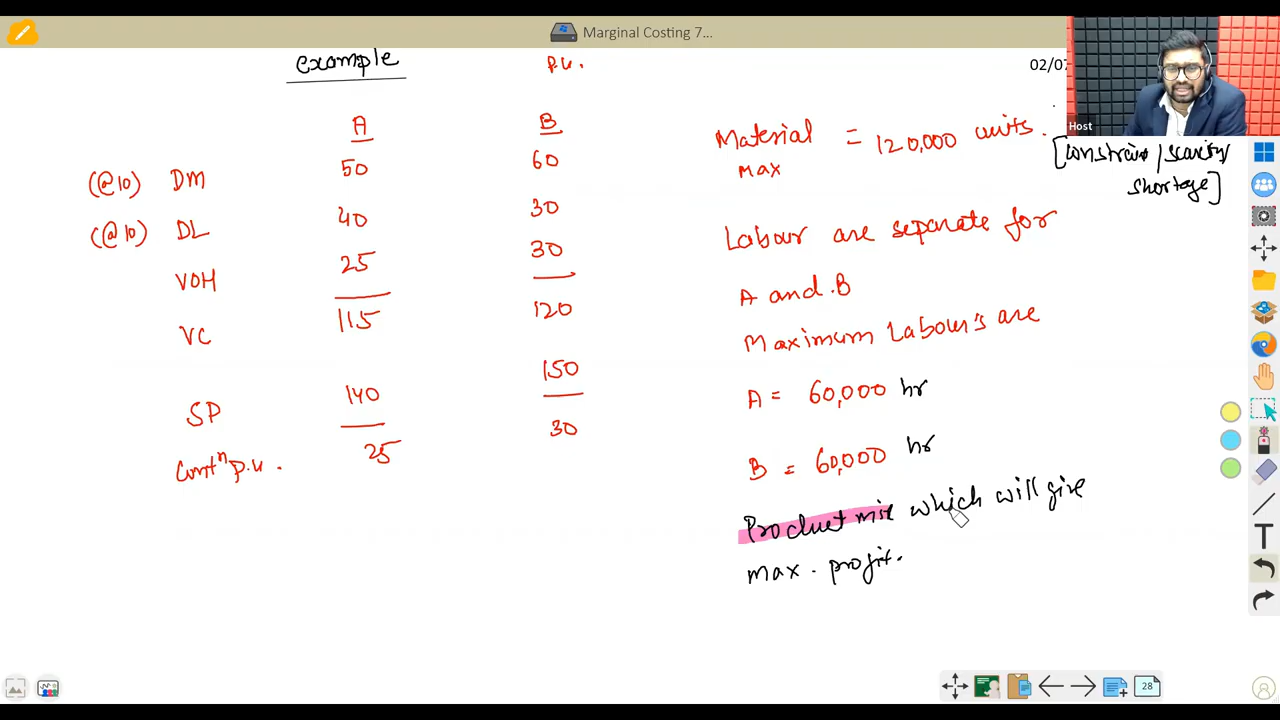 Marginal Costing 7...
example
P.u.
02/07
Host
A B
(@10) DM 50 60
(@10) DL 40 30
VOH 25 30
VC 115 120
SP 140 150
Contⁿ p.u. 25 30
Material = 120,000 units.
max
[constrain/scarcity/
shortage]
Labour are separate for
A and B
Maximum Labour's are
A = 60,000 hr
B = 60,000 hr
Product mix which will give
max. profit.
T
28